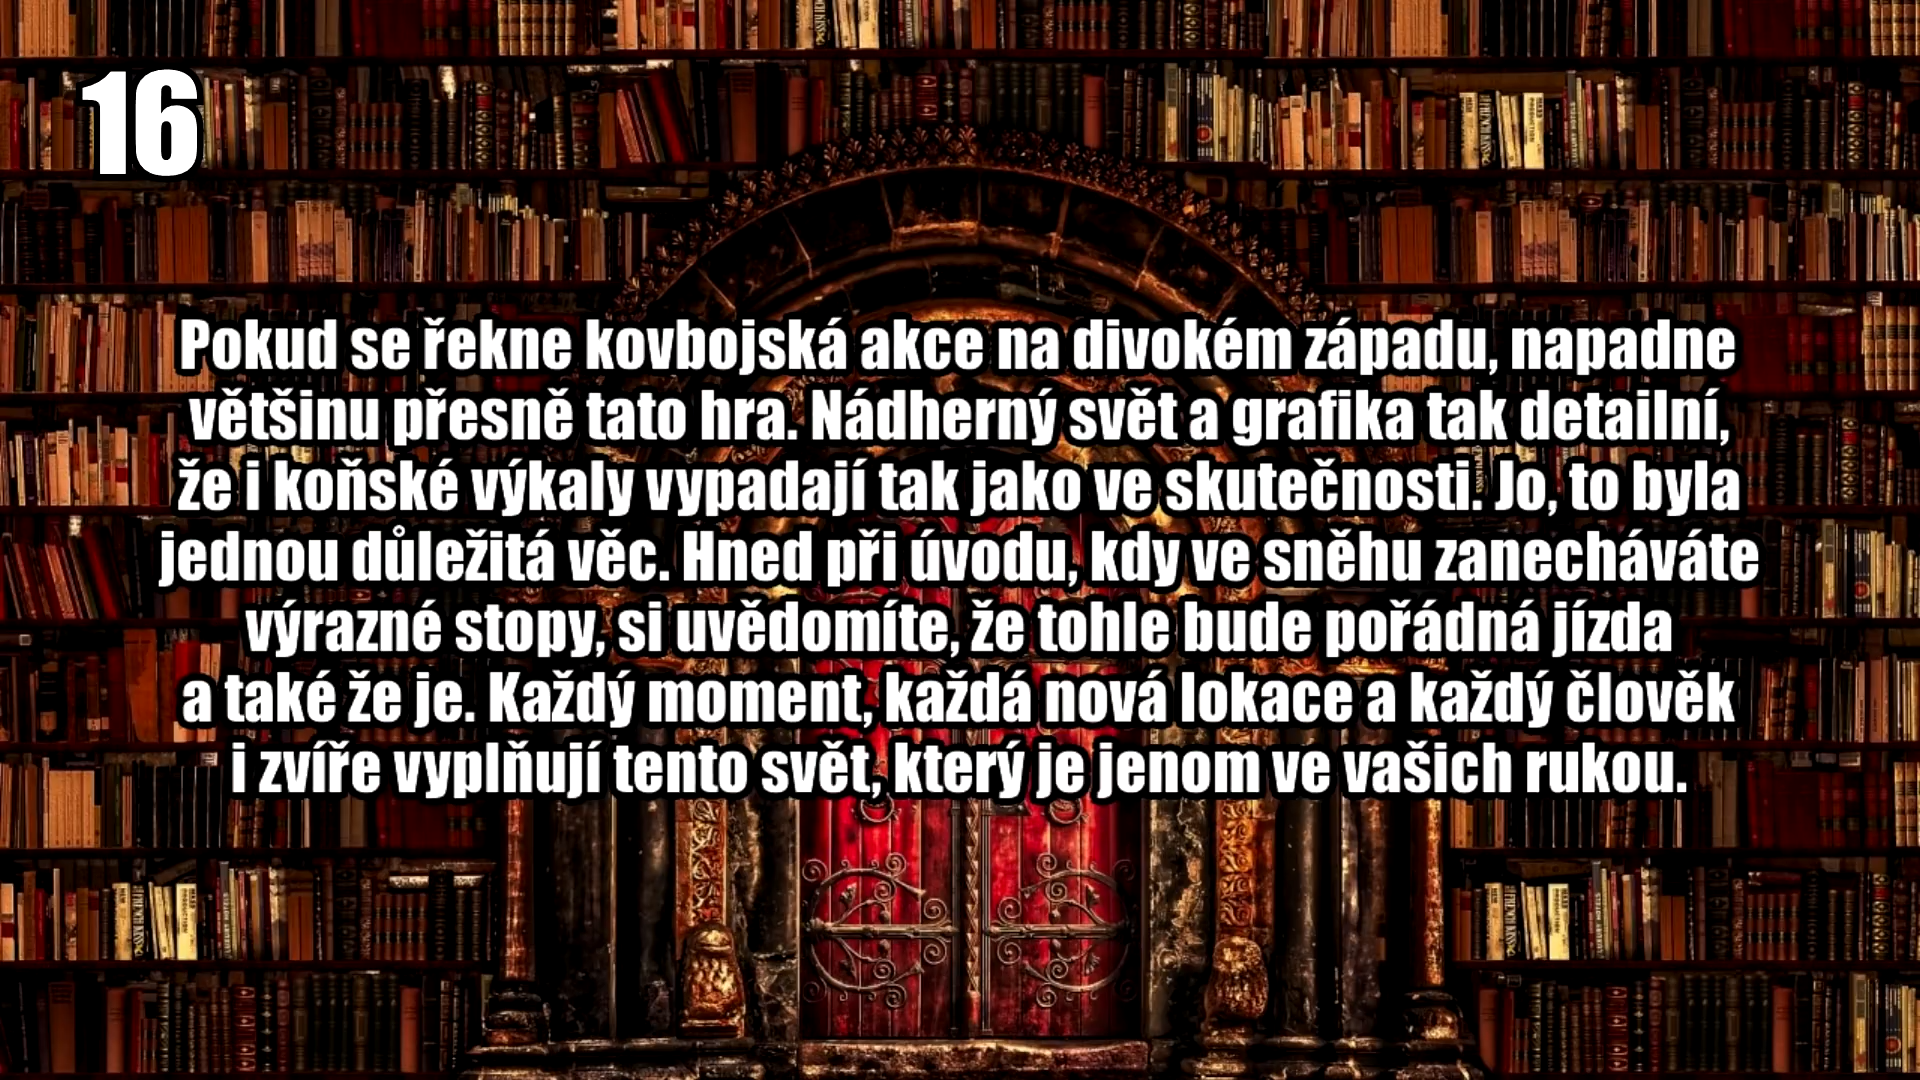 16
Pokud se řekne kovbojská akce na divokém západu, napadne
většinu přesně tato hra. Nádherný svět a grafika tak detailní,
že i koňské výkaly vypadají tak jako ve skutečnosti. Jo, to byla
jednou důležitá věc. Hned při úvodu, kdy ve sněhu zanecháváte
výrazné stopy, si uvědomíte, že tohle bude pořádná jízda
a také že je. Každý moment, každá nová lokace a každý člověk
i zvíře vyplňují tento svět, který je jenom ve vašich rukou.